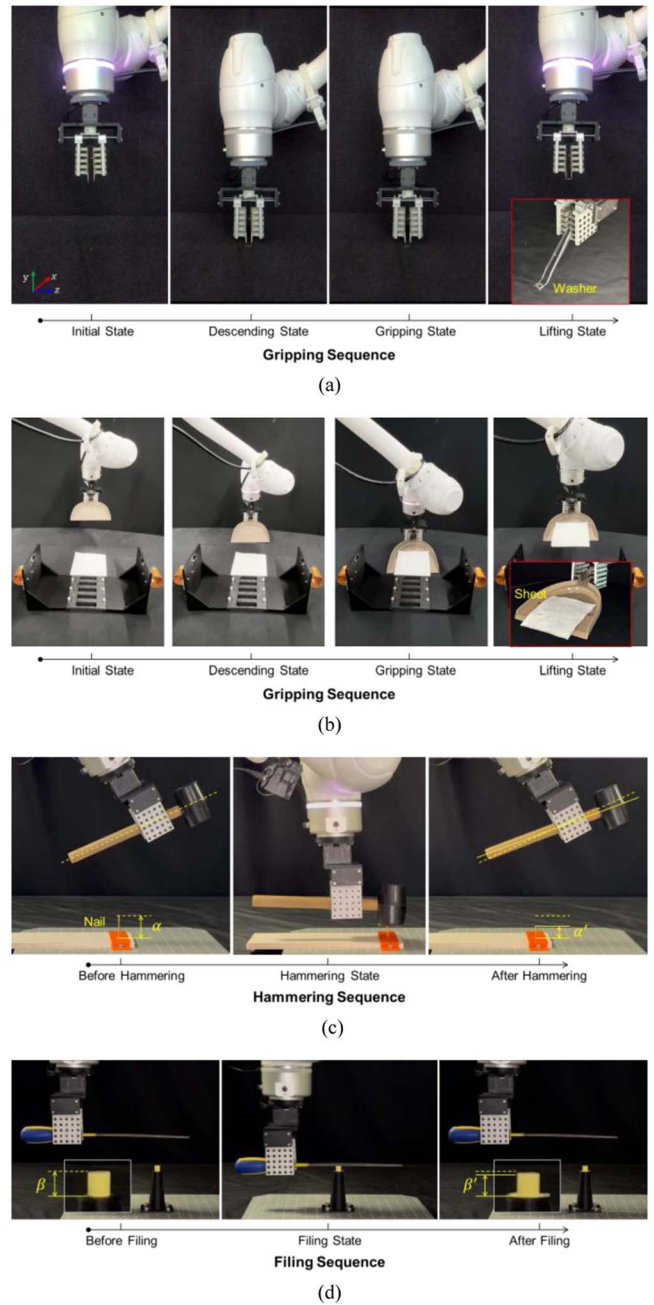 y
x
z
Washer
Initial State
Descending State
Gripping State
Lifting State
Gripping Sequence
(a)
Sheet
Initial State
Descending State
Gripping State
Lifting State
Gripping Sequence
(b)
Nail
α
α′
Before Hammering
Hammering State
After Hammering
Hammering Sequence
(c)
β
β′
Before Filing
Filing State
After Filing
Filing Sequence
(d)